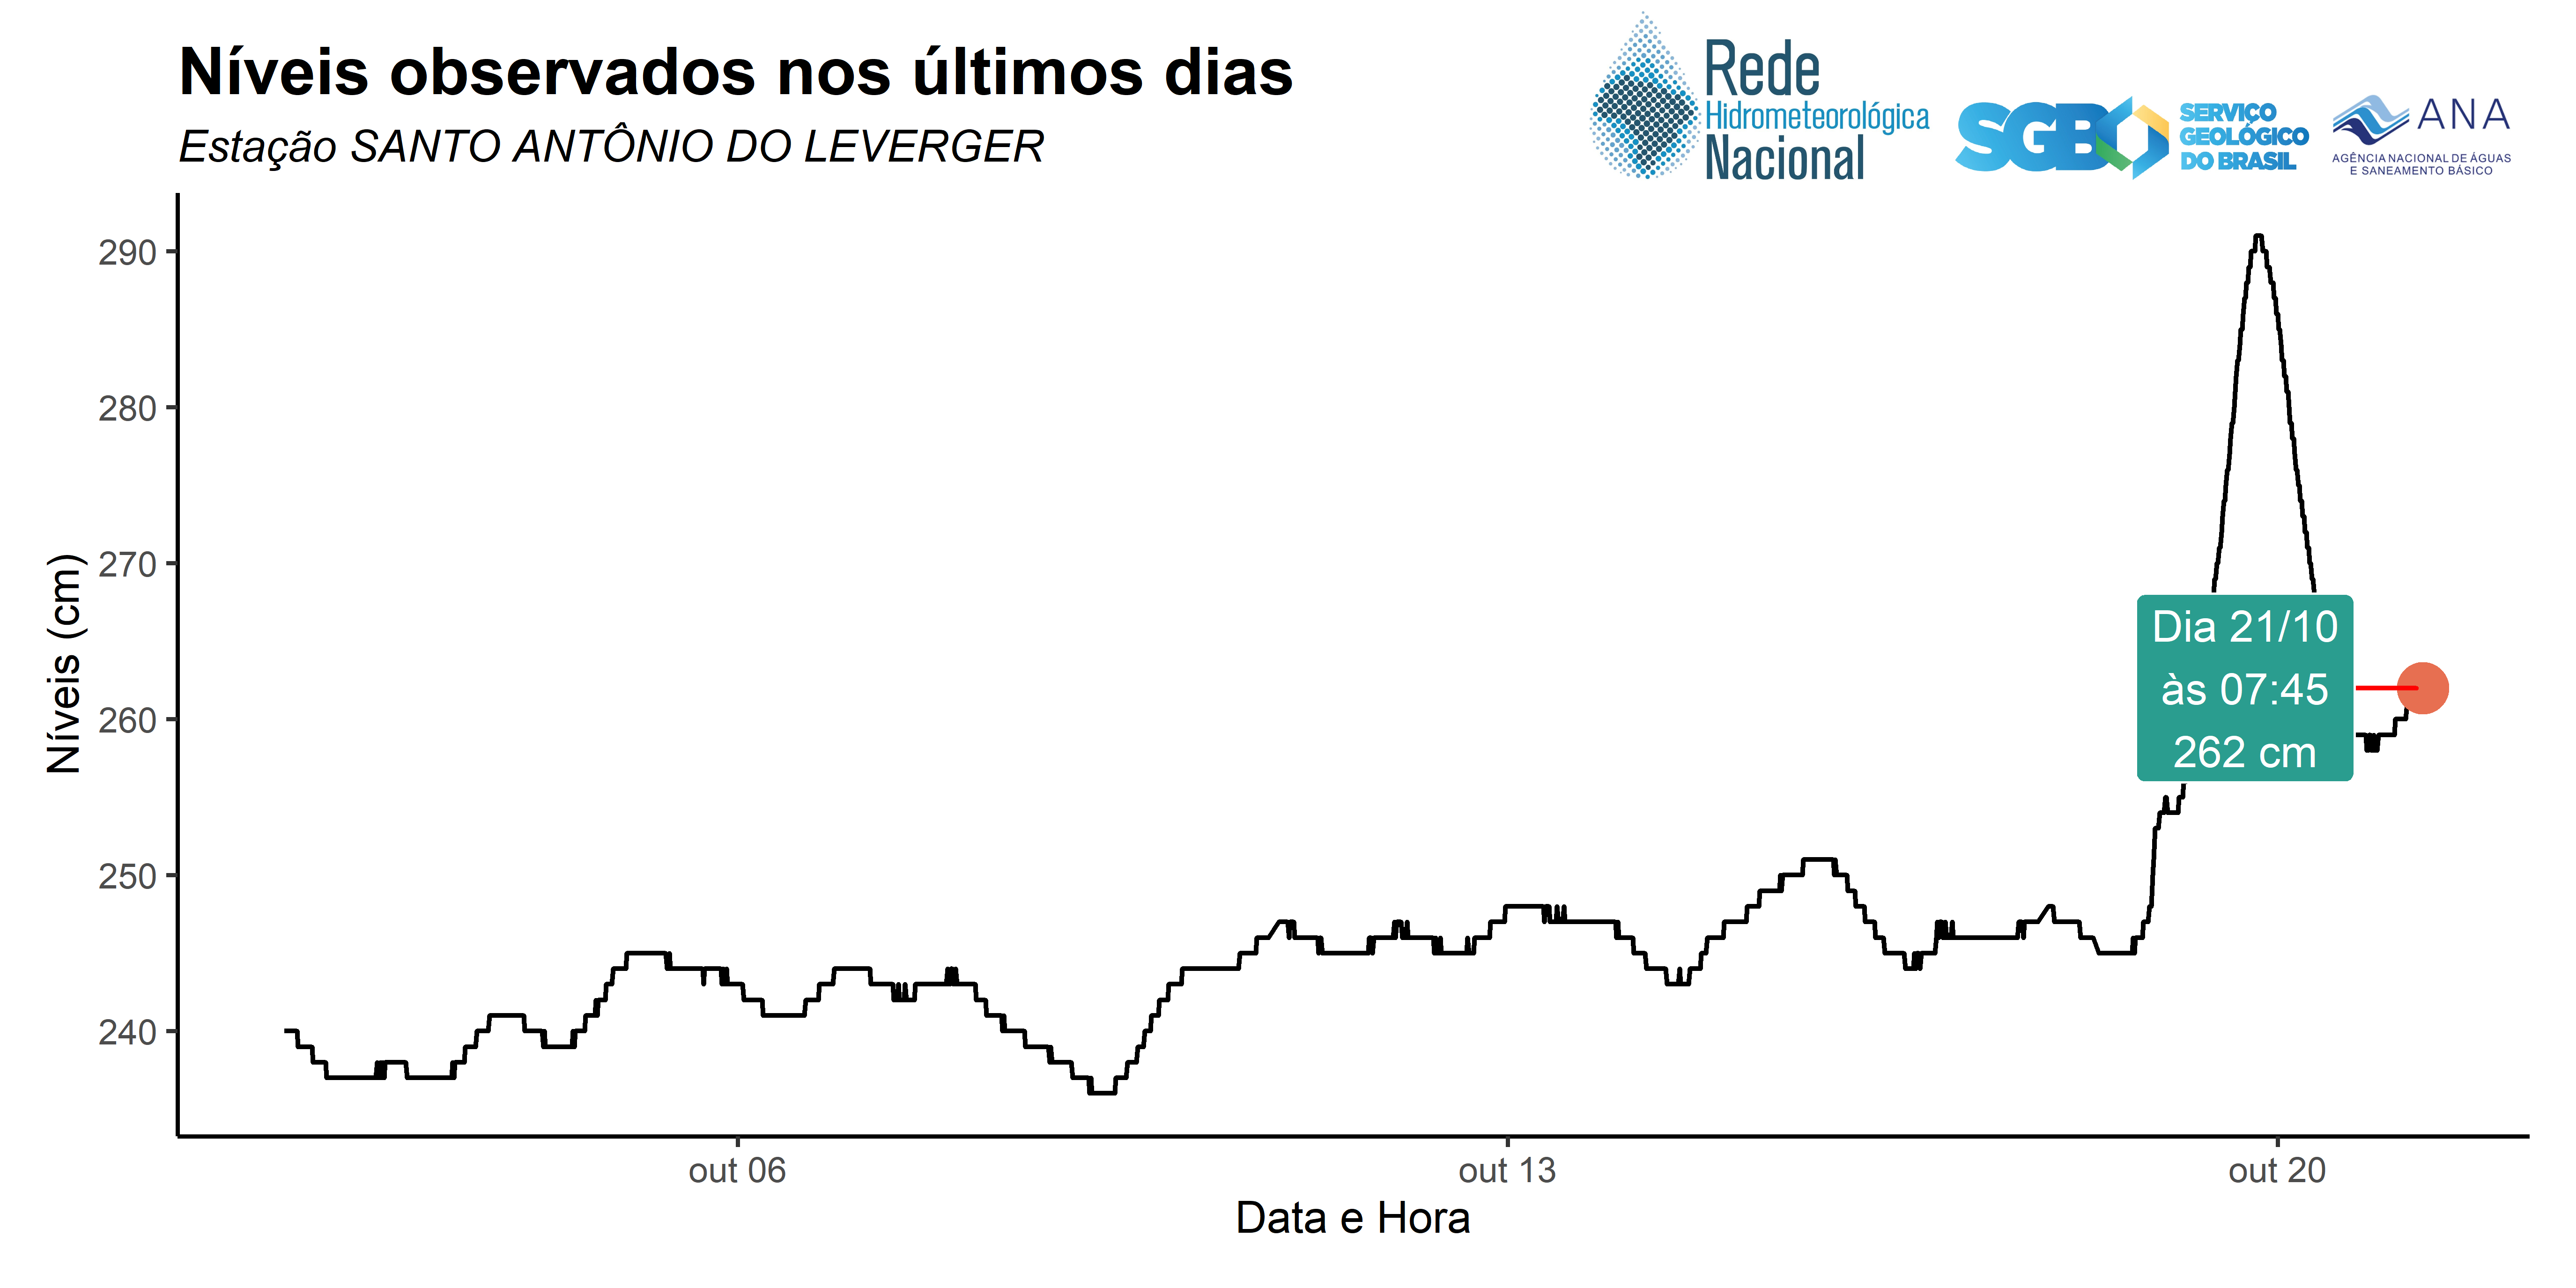 Níveis observados nos últimos dias
Estação SANTO ANTÔNIO DO LEVERGER
Rede
Hidrometeorológica
Nacional
SGB
SERVIÇO
GEOLÓGICO
DO BRASIL
ANA
AGÊNCIA NACIONAL DE ÁGUAS
E SANEAMENTO BÁSICO
Níveis (cm)
290
280
270
260
250
240
Dia 21/10
às 07:45
262 cm
out 06
out 13
out 20
Data e Hora